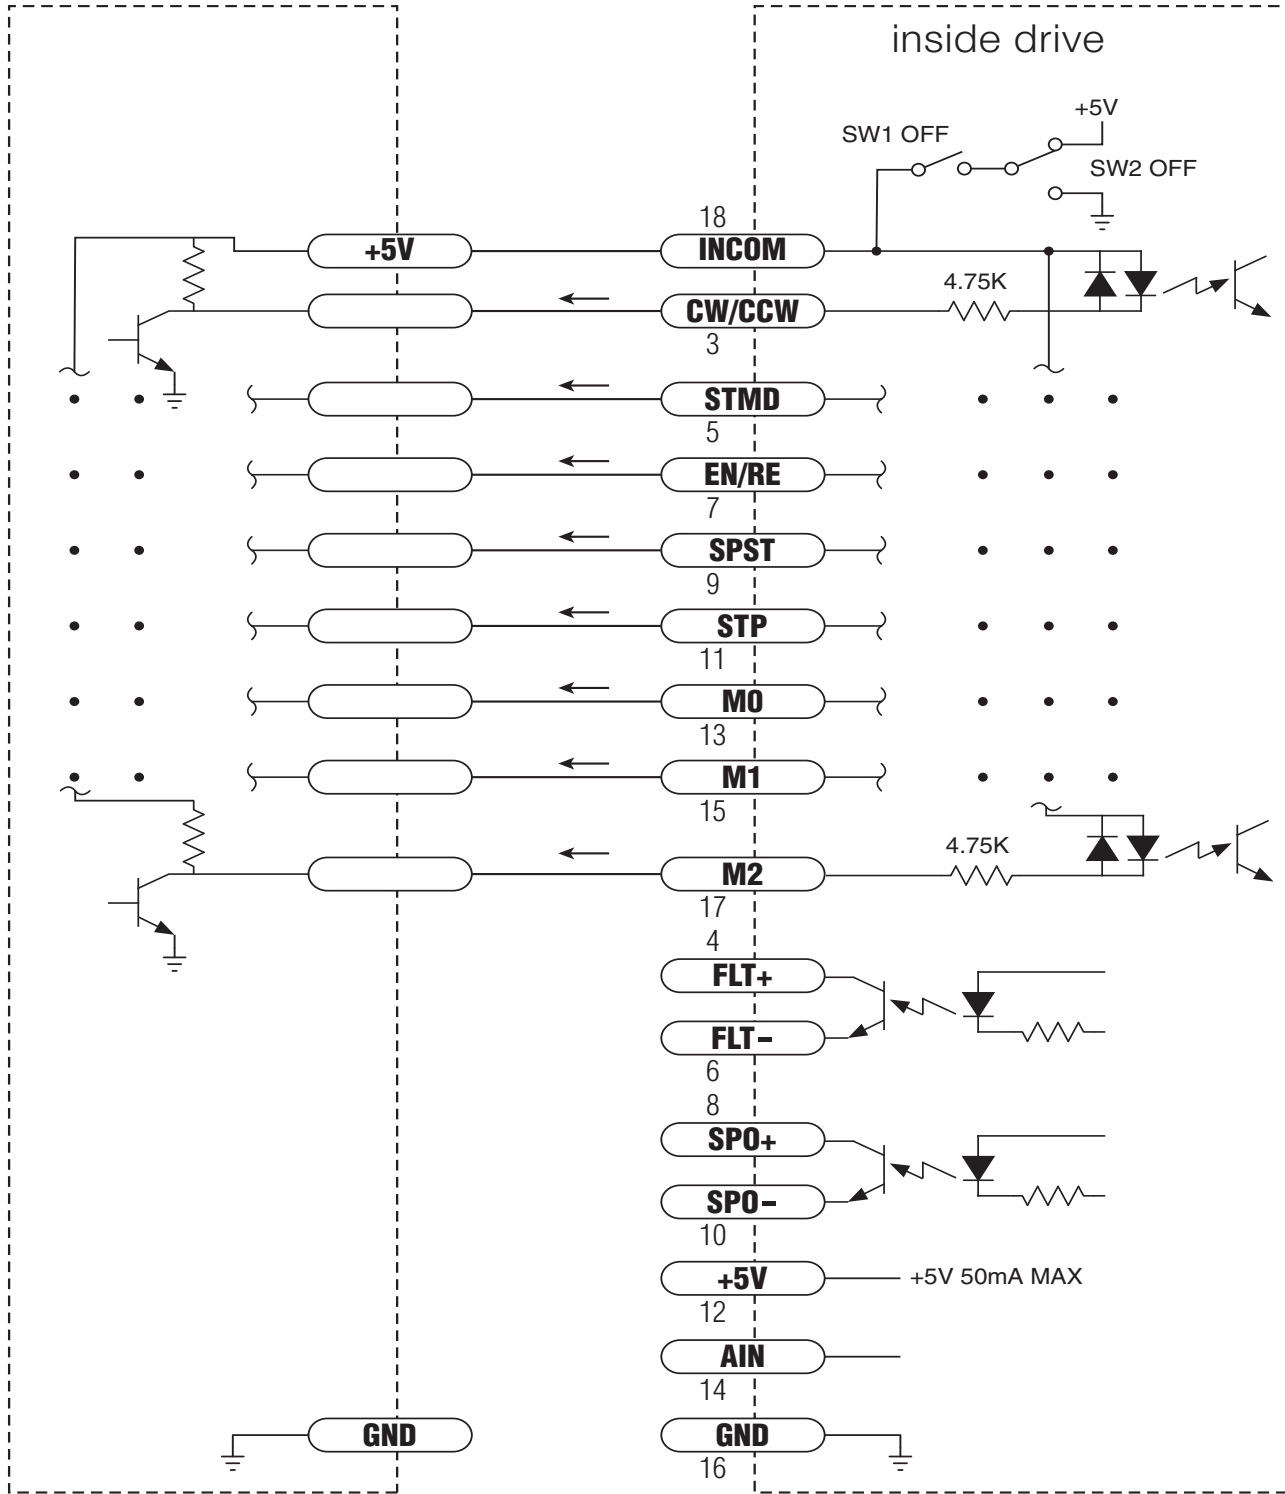 inside drive
+5V
SW1 OFF
SW2 OFF
18
+5V
INCOM
4.75K
CW/CCW
3
STMD
5
EN/RE
7
SPST
9
STP
11
M0
13
M1
15
4.75K
M2
17
4
FLT+
FLT−
6
8
SPO+
SPO−
10
+5V
+5V 50mA MAX
12
AIN
14
GND
GND
16